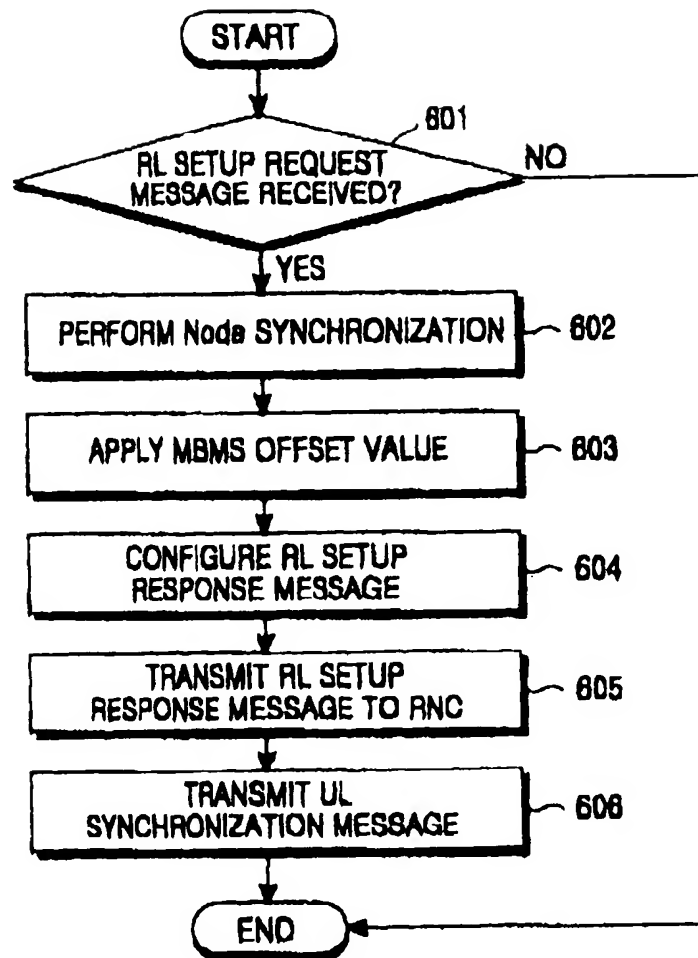 START
601
RL SETUP REQUEST
MESSAGE RECEIVED?
NO
YES
PERFORM Node SYNCHRONIZATION
602
APPLY MBMS OFFSET VALUE
603
CONFIGURE RL SETUP
RESPONSE MESSAGE
604
TRANSMIT RL SETUP
RESPONSE MESSAGE TO RNC
605
TRANSMIT UL
SYNCHRONIZATION MESSAGE
606
END